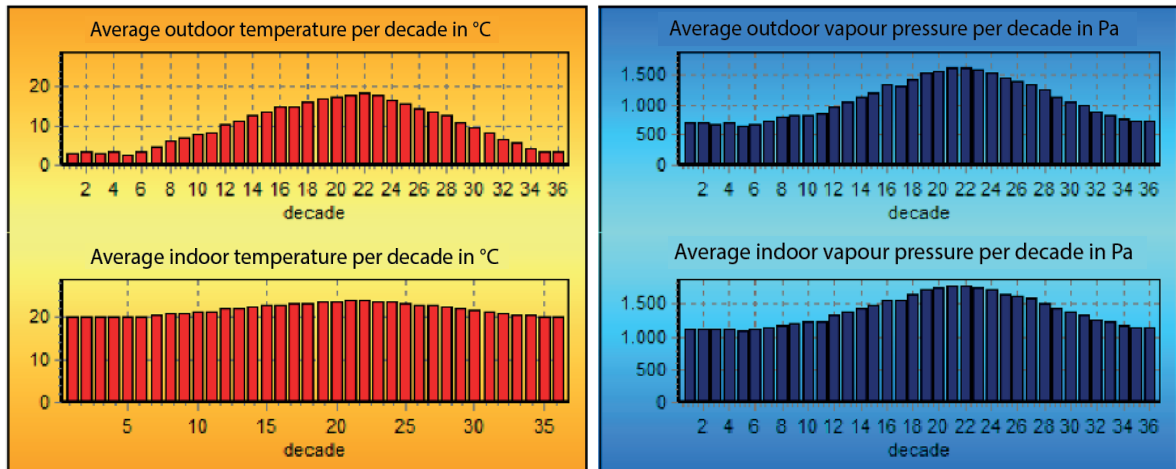 Average outdoor temperature per decade in °C
20
10
0
2 4 6 8 10 12 14 16 18 20 22 24 26 28 30 32 34 36
decade
Average outdoor vapour pressure per decade in Pa
1.500
1.000
500
0
2 4 6 8 10 12 14 16 18 20 22 24 26 28 30 32 34 36
decade
Average indoor temperature per decade in °C
20
10
0
5 10 15 20 25 30 35
decade
Average indoor vapour pressure per decade in Pa
1.500
1.000
500
0
2 4 6 8 10 12 14 16 18 20 22 24 26 28 30 32 34 36
decade